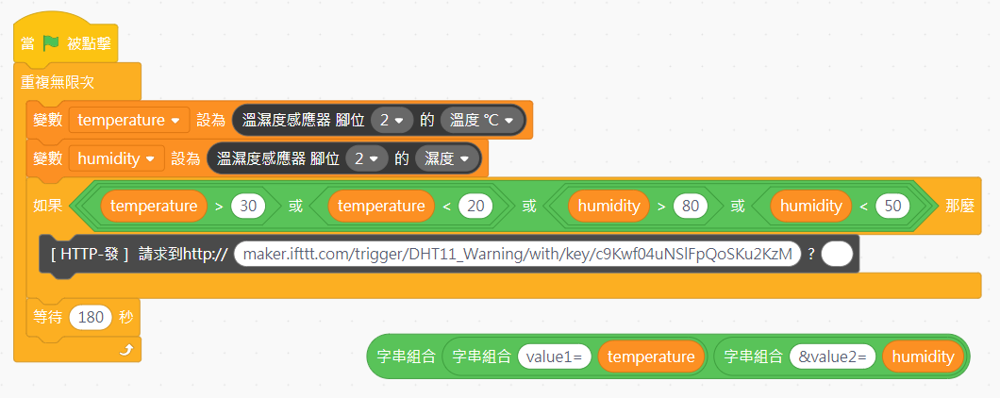 當 被點擊
重複無限次
變數 temperature 設為 溫濕度感應器 腳位 2 的 溫度 ℃
變數 humidity 設為 溫濕度感應器 腳位 2 的 濕度
如果 temperature > 30 或 temperature < 20 或 humidity > 80 或 humidity < 50 那麼
[ HTTP-發 ] 請求到http:// maker.ifttt.com/trigger/DHT11_Warning/with/key/c9Kwf04uNSlFpQoSKu2KzM ?
等待 180 秒
字串組合 字串組合 value1= temperature 字串組合 &value2= humidity